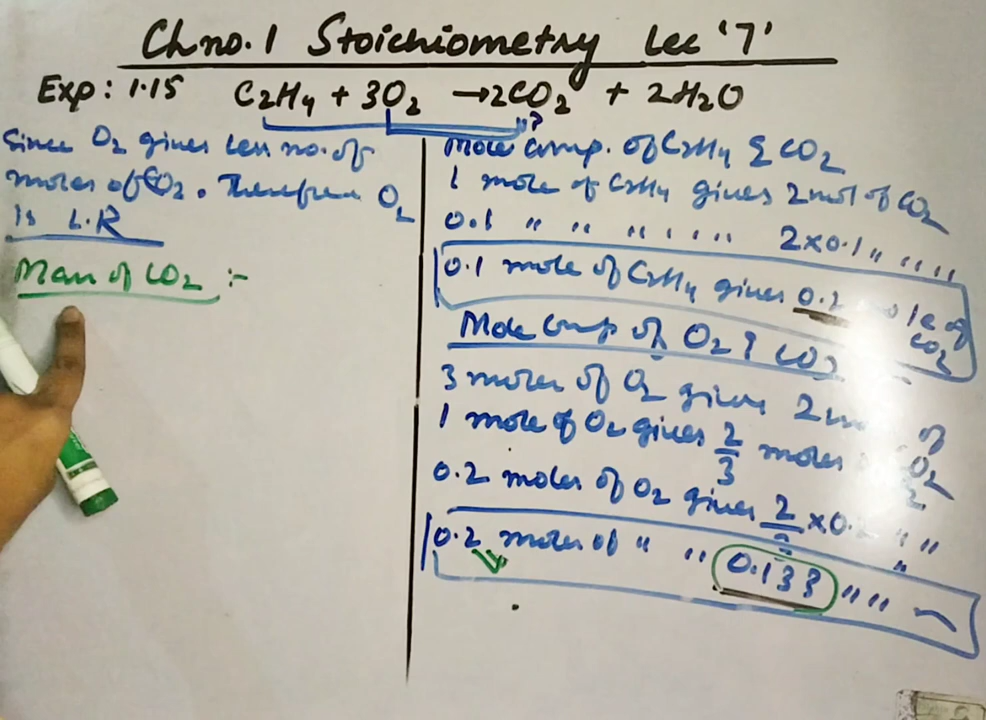 Ch no. 1 Stoichiometry Lec '7'
Exp: 1.15 C2H4 + 3O2 → 2CO2 + 2H2O
Since O2 gives less no. of
moles of CO2. Therefore O2
is L.R
Mass of CO2 :-
?
Mole Comp. of C2H4 & CO2
1 mole of C2H4 gives 2 mol of CO2
0.1 " " " " " " 2x0.1 " " " "
0.1 mole of C2H4 gives 0.2 mole of CO2
Mole Comp of O2 & CO2
3 moles of O2 gives 2 of
1 mole of O2 gives 2/3 moles
0.2 moles of O2 gives 2/3 x 0.2 " "
0.2 moles of " " 0.133 " "